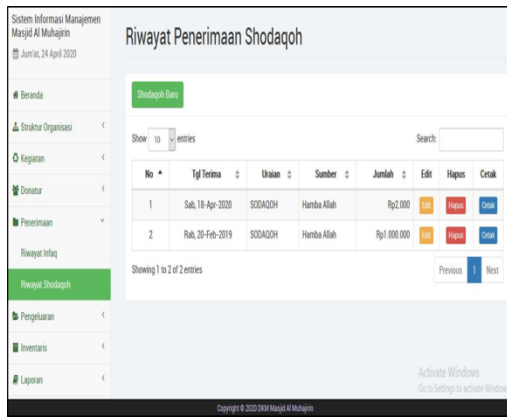 Sistem Informasi Manajemen
Masjid Al Muhajirin
Jum'at, 24 April 2020
Beranda
Struktur Organisasi
Kegiatan
Donatur
Penerimaan
Riwayat Infaq
Riwayat Shodaqoh
Pengeluaran
Inventaris
Laporan
Riwayat Penerimaan Shodaqoh
Shodaqoh Baru
Show 10 entries Search:
No Tgl Terima Uraian Sumber Jumlah Edit Hapus Cetak
1 Sab, 18-Apr-2020 SODAQOH Hamba Allah Rp2.000 Edit Hapus Cetak
2 Rab, 20-Feb-2019 SODAQOH Hamba Allah Rp1.000.000 Edit Hapus Cetak
Showing 1 to 2 of 2 entries Previous 1 Next
Activate Windows
Go to Settings to activate Window
Copyright © 2020 DKM Masjid Al Muhajirin